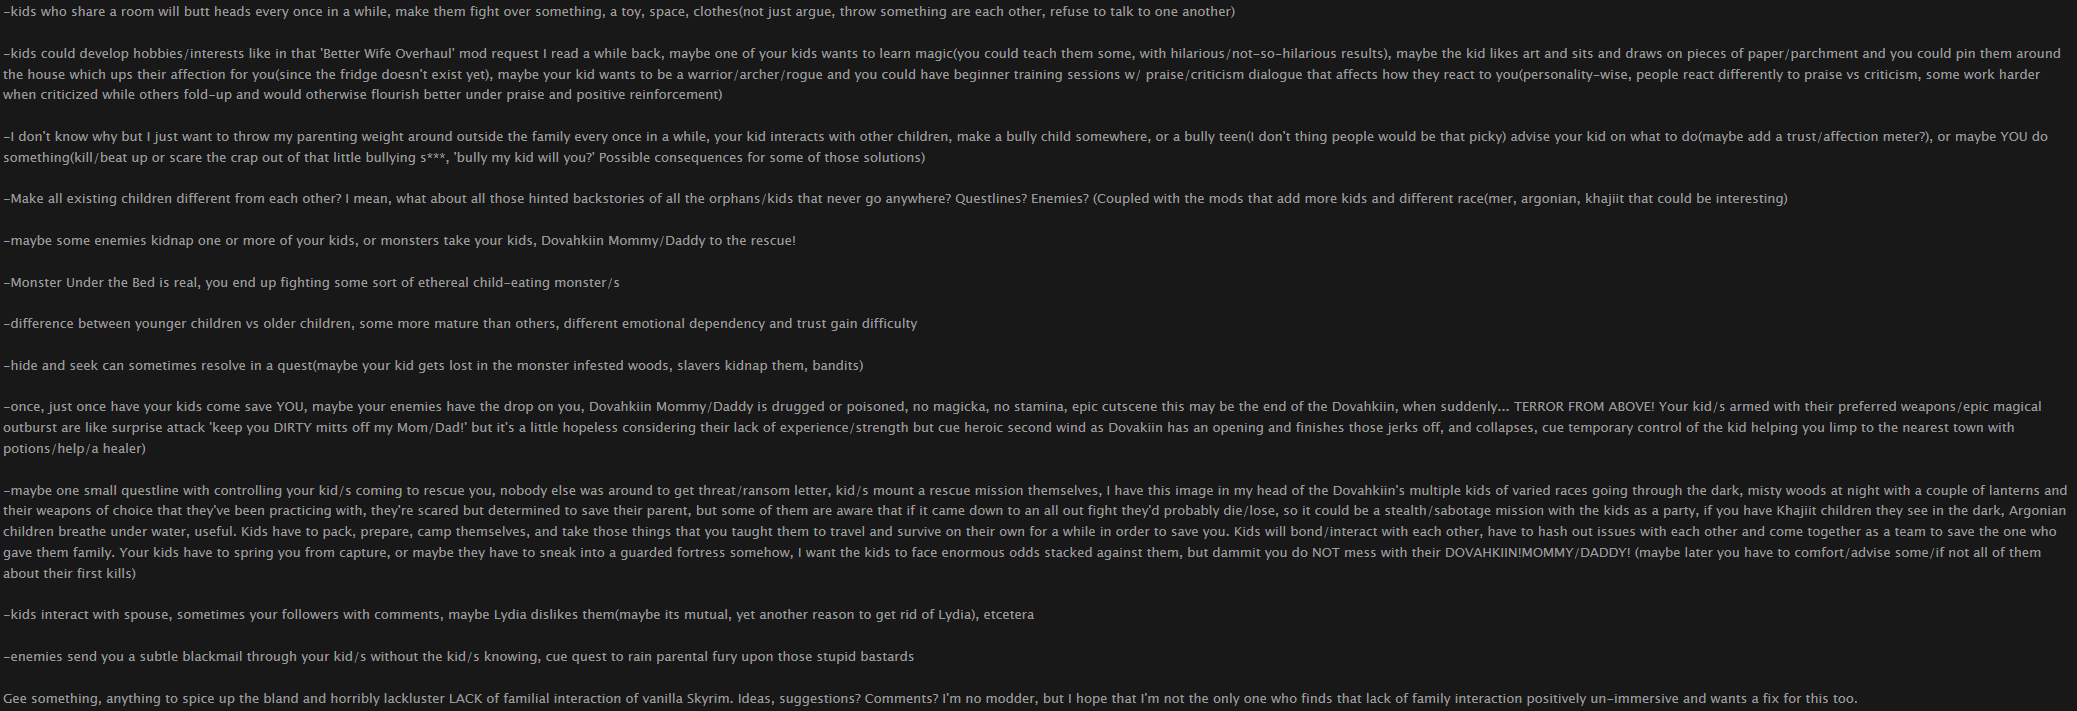 -kids who share a room will butt heads every once in a while, make them fight over something, a toy, space, clothes(not just argue, throw something are each other, refuse to talk to one another)
-kids could develop hobbies/interests like in that 'Better Wife Overhaul' mod request I read a while back, maybe one of your kids wants to learn magic(you could teach them some, with hilarious/not-so-hilarious results), maybe the kid likes art and sits and draws on pieces of paper/parchment and you could pin them around
the house which ups their affection for you(since the fridge doesn't exist yet), maybe your kid wants to be a warrior/archer/rogue and you could have beginner training sessions w/ praise/criticism dialogue that affects how they react to you(personality-wise, people react differently to praise vs criticism, some work harder
when criticized while others fold-up and would otherwise flourish better under praise and positive reinforcement)
-I don't know why but I just want to throw my parenting weight around outside the family every once in a while, your kid interacts with other children, make a bully child somewhere, or a bully teen(I don't thing people would be that picky) advise your kid on what to do(maybe add a trust/affection meter?), or maybe YOU do
something(kill/beat up or scare the crap out of that little bullying s***, 'bully my kid will you?' Possible consequences for some of those solutions)
-Make all existing children different from each other? I mean, what about all those hinted backstories of all the orphans/kids that never go anywhere? Questlines? Enemies? (Coupled with the mods that add more kids and different race(mer, argonian, khajiit that could be interesting)
-maybe some enemies kidnap one or more of your kids, or monsters take your kids, Dovahkiin Mommy/Daddy to the rescue!
-Monster Under the Bed is real, you end up fighting some sort of ethereal child-eating monster/s
-difference between younger children vs older children, some more mature than others, different emotional dependency and trust gain difficulty
-hide and seek can sometimes resolve in a quest(maybe your kid gets lost in the monster infested woods, slavers kidnap them, bandits)
-once, just once have your kids come save YOU, maybe your enemies have the drop on you, Dovahkiin Mommy/Daddy is drugged or poisoned, no magicka, no stamina, epic cutscene this may be the end of the Dovahkiin, when suddenly... TERROR FROM ABOVE! Your kid/s armed with their preferred weapons/epic magical
outburst are like surprise attack 'keep you DIRTY mitts off my Mom/Dad!' but it's a little hopeless considering their lack of experience/strength but cue heroic second wind as Dovakiin has an opening and finishes those jerks off, and collapses, cue temporary control of the kid helping you limp to the nearest town with
potions/help/a healer)
-maybe one small questline with controlling your kid/s coming to rescue you, nobody else was around to get threat/ransom letter, kid/s mount a rescue mission themselves, I have this image in my head of the Dovahkiin's multiple kids of varied races going through the dark, misty woods at night with a couple of lanterns and
their weapons of choice that they've been practicing with, they're scared but determined to save their parent, but some of them are aware that if it came down to an all out fight they'd probably die/lose, so it could be a stealth/sabotage mission with the kids as a party, if you have Khajiit children they see in the dark, Argonian
children breathe under water, useful. Kids have to pack, prepare, camp themselves, and take those things that you taught them to travel and survive on their own for a while in order to save you. Kids will bond/interact with each other, have to hash out issues with each other and come together as a team to save the one who
gave them family. Your kids have to spring you from capture, or maybe they have to sneak into a guarded fortress somehow, I want the kids to face enormous odds stacked against them, but dammit you do NOT mess with their DOVAHKIIN!MOMMY/DADDY! (maybe later you have to comfort/advise some/if not all of them
about their first kills)
-kids interact with spouse, sometimes your followers with comments, maybe Lydia dislikes them(maybe its mutual, yet another reason to get rid of Lydia), etcetera
-enemies send you a subtle blackmail through your kid/s without the kid/s knowing, cue quest to rain parental fury upon those stupid bastards
Gee something, anything to spice up the bland and horribly lackluster LACK of familial interaction of vanilla Skyrim. Ideas, suggestions? Comments? I'm no modder, but I hope that I'm not the only one who finds that lack of family interaction positively un-immersive and wants a fix for this too.